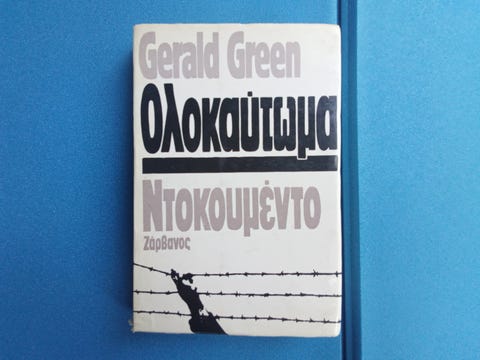 Gerald Green
Ολοκαύτωμα
Ντοκουμέντο
Ζάρβανος